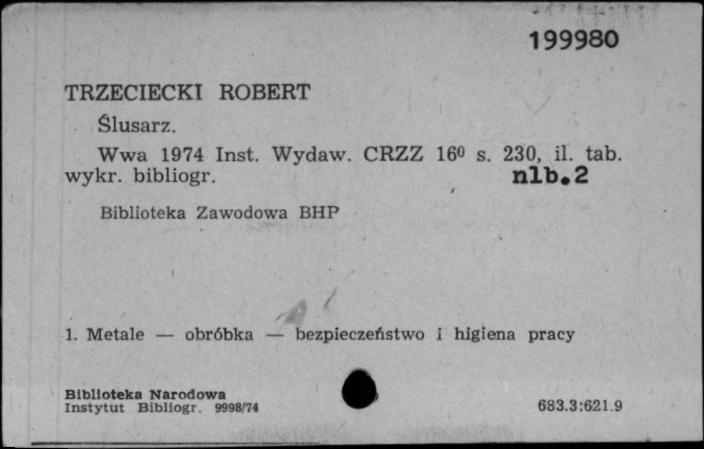 199980
TRZECIECKI ROBERT
Ślusarz.
Wwa 1974 Inst. Wydaw. CRZZ 16⁰ s. 230, il. tab.
wykr. bibliogr. nlb.2
Biblioteka Zawodowa BHP
1. Metale — obróbka — bezpieczeństwo i higiena pracy
Biblioteka Narodowa
Instytut Bibliogr. 9998/74
683.3:621.9